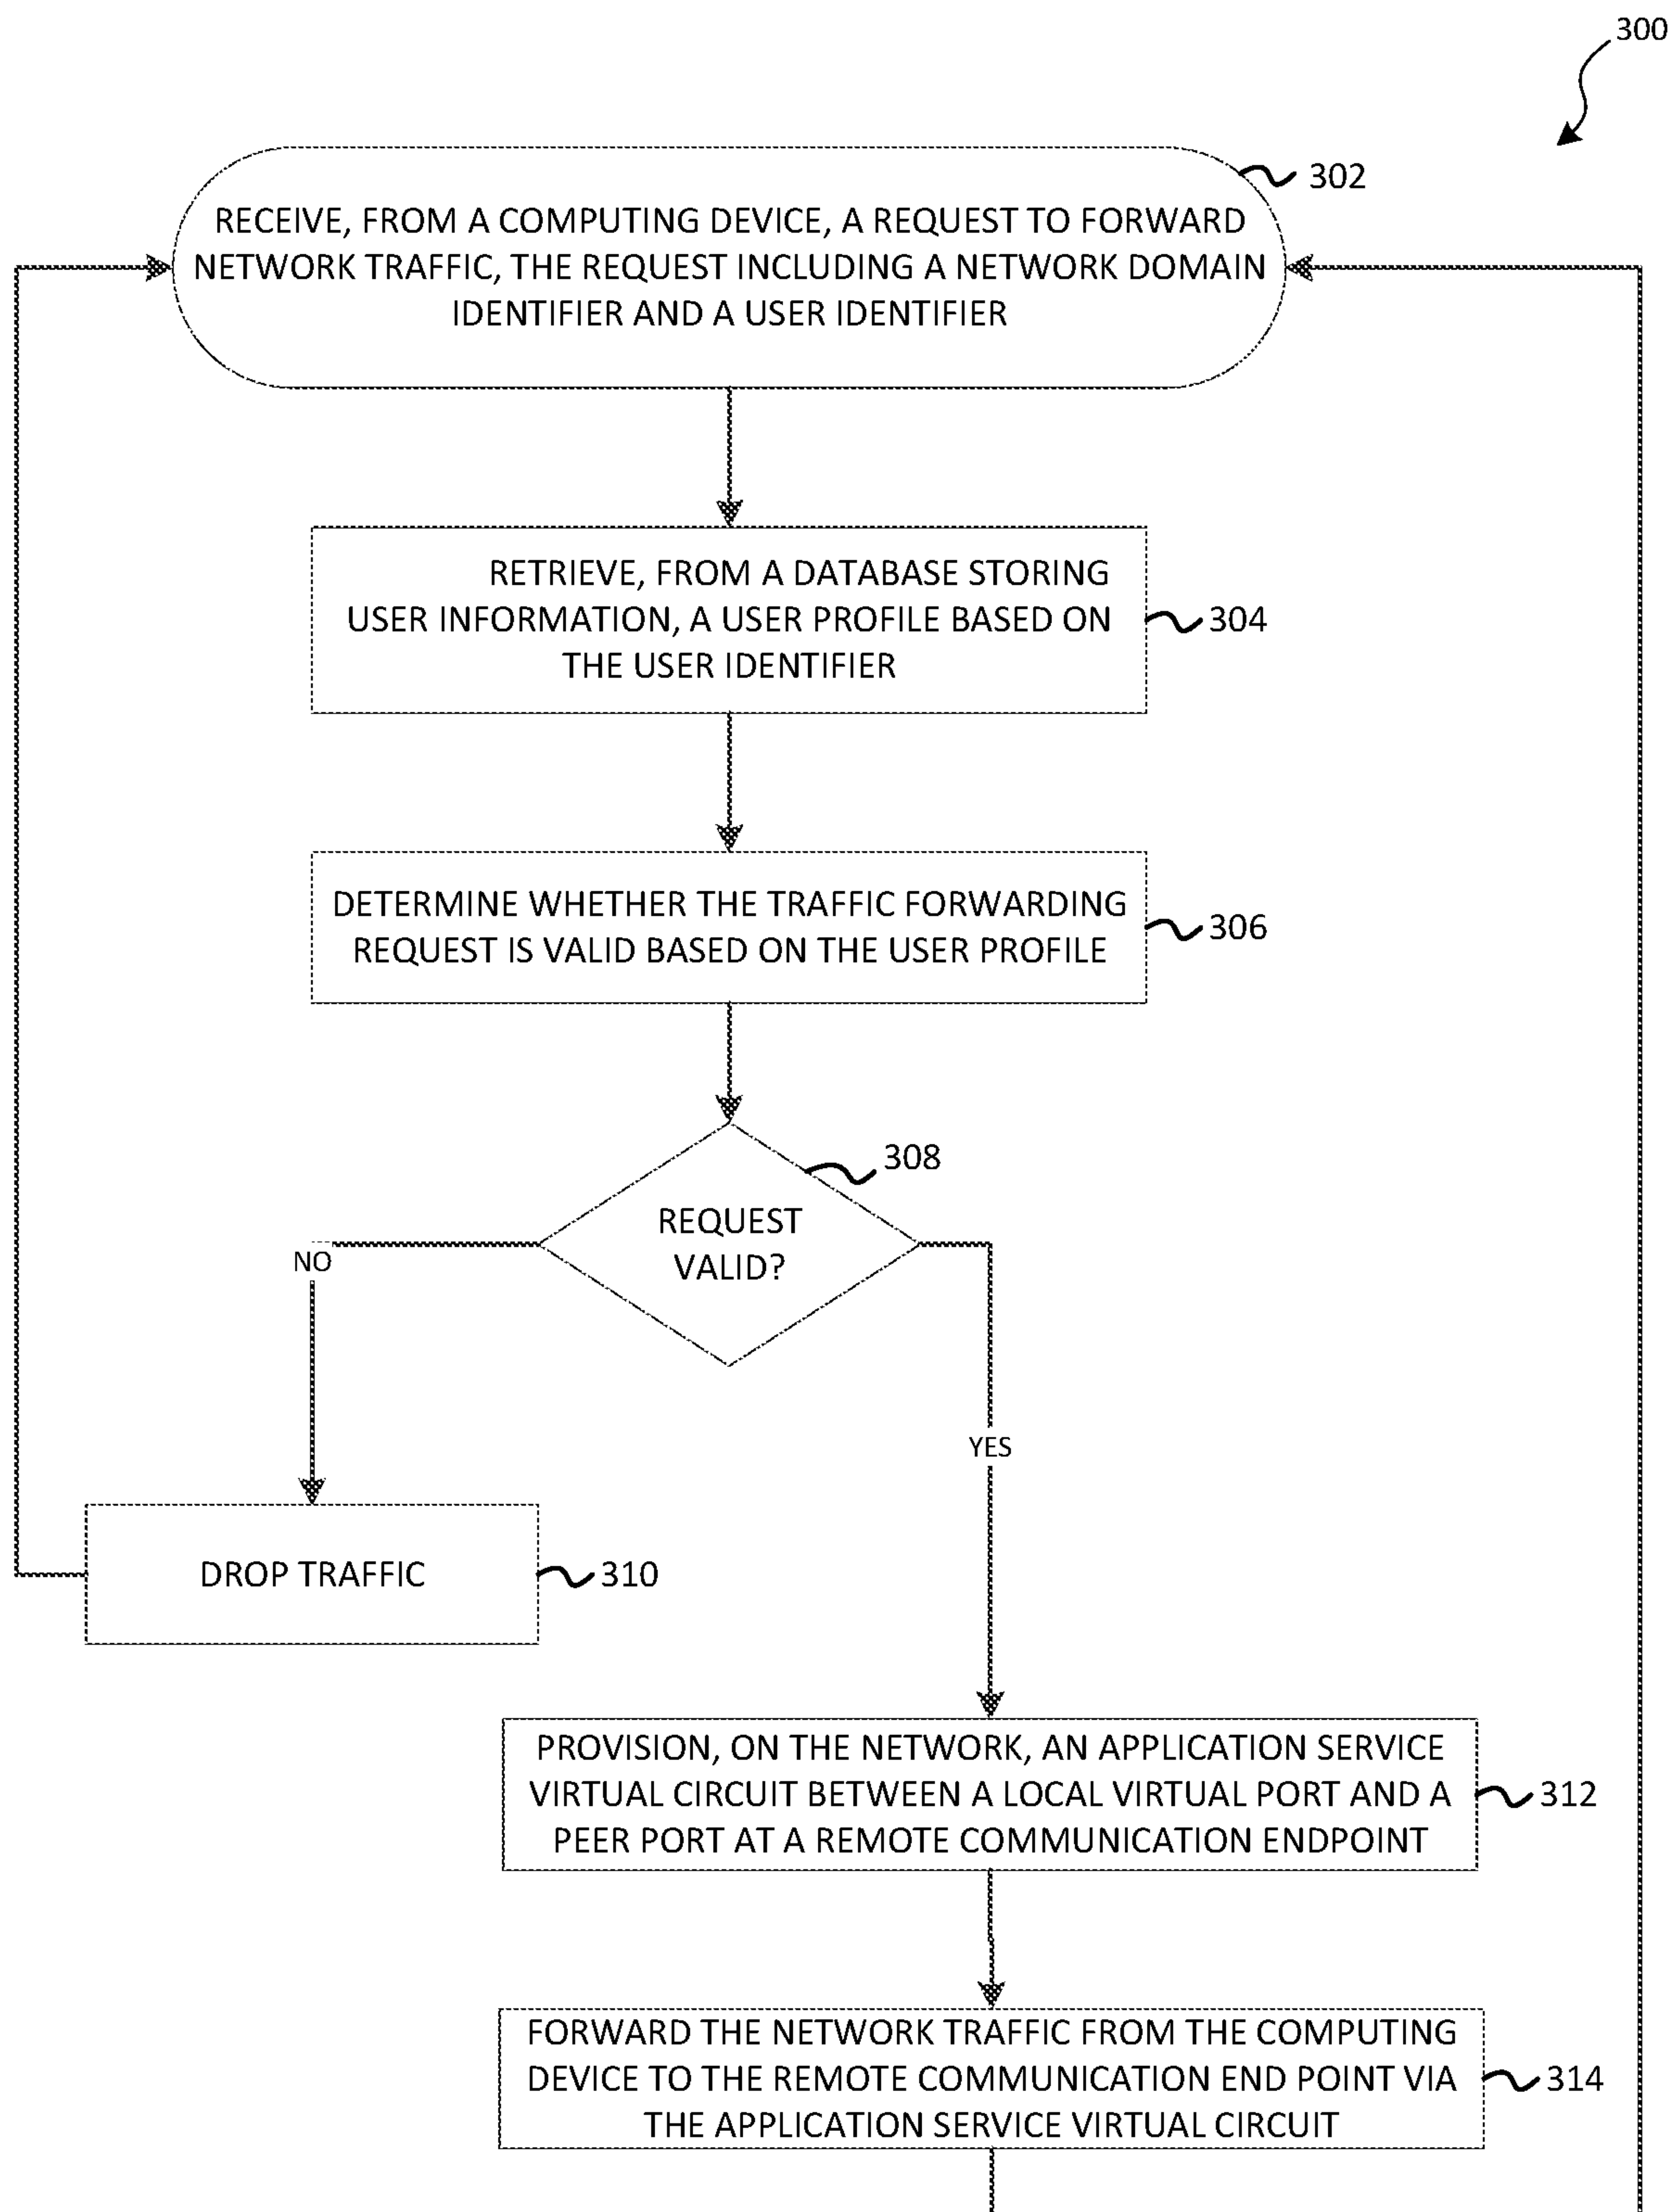 300
302
RECEIVE, FROM A COMPUTING DEVICE, A REQUEST TO FORWARD
NETWORK TRAFFIC, THE REQUEST INCLUDING A NETWORK DOMAIN
IDENTIFIER AND A USER IDENTIFIER
RETRIEVE, FROM A DATABASE STORING
USER INFORMATION, A USER PROFILE BASED ON
THE USER IDENTIFIER
304
DETERMINE WHETHER THE TRAFFIC FORWARDING
REQUEST IS VALID BASED ON THE USER PROFILE
306
308
REQUEST
VALID?
NO
YES
DROP TRAFFIC
310
PROVISION, ON THE NETWORK, AN APPLICATION SERVICE
VIRTUAL CIRCUIT BETWEEN A LOCAL VIRTUAL PORT AND A
PEER PORT AT A REMOTE COMMUNICATION ENDPOINT
312
FORWARD THE NETWORK TRAFFIC FROM THE COMPUTING
DEVICE TO THE REMOTE COMMUNICATION END POINT VIA
THE APPLICATION SERVICE VIRTUAL CIRCUIT
314